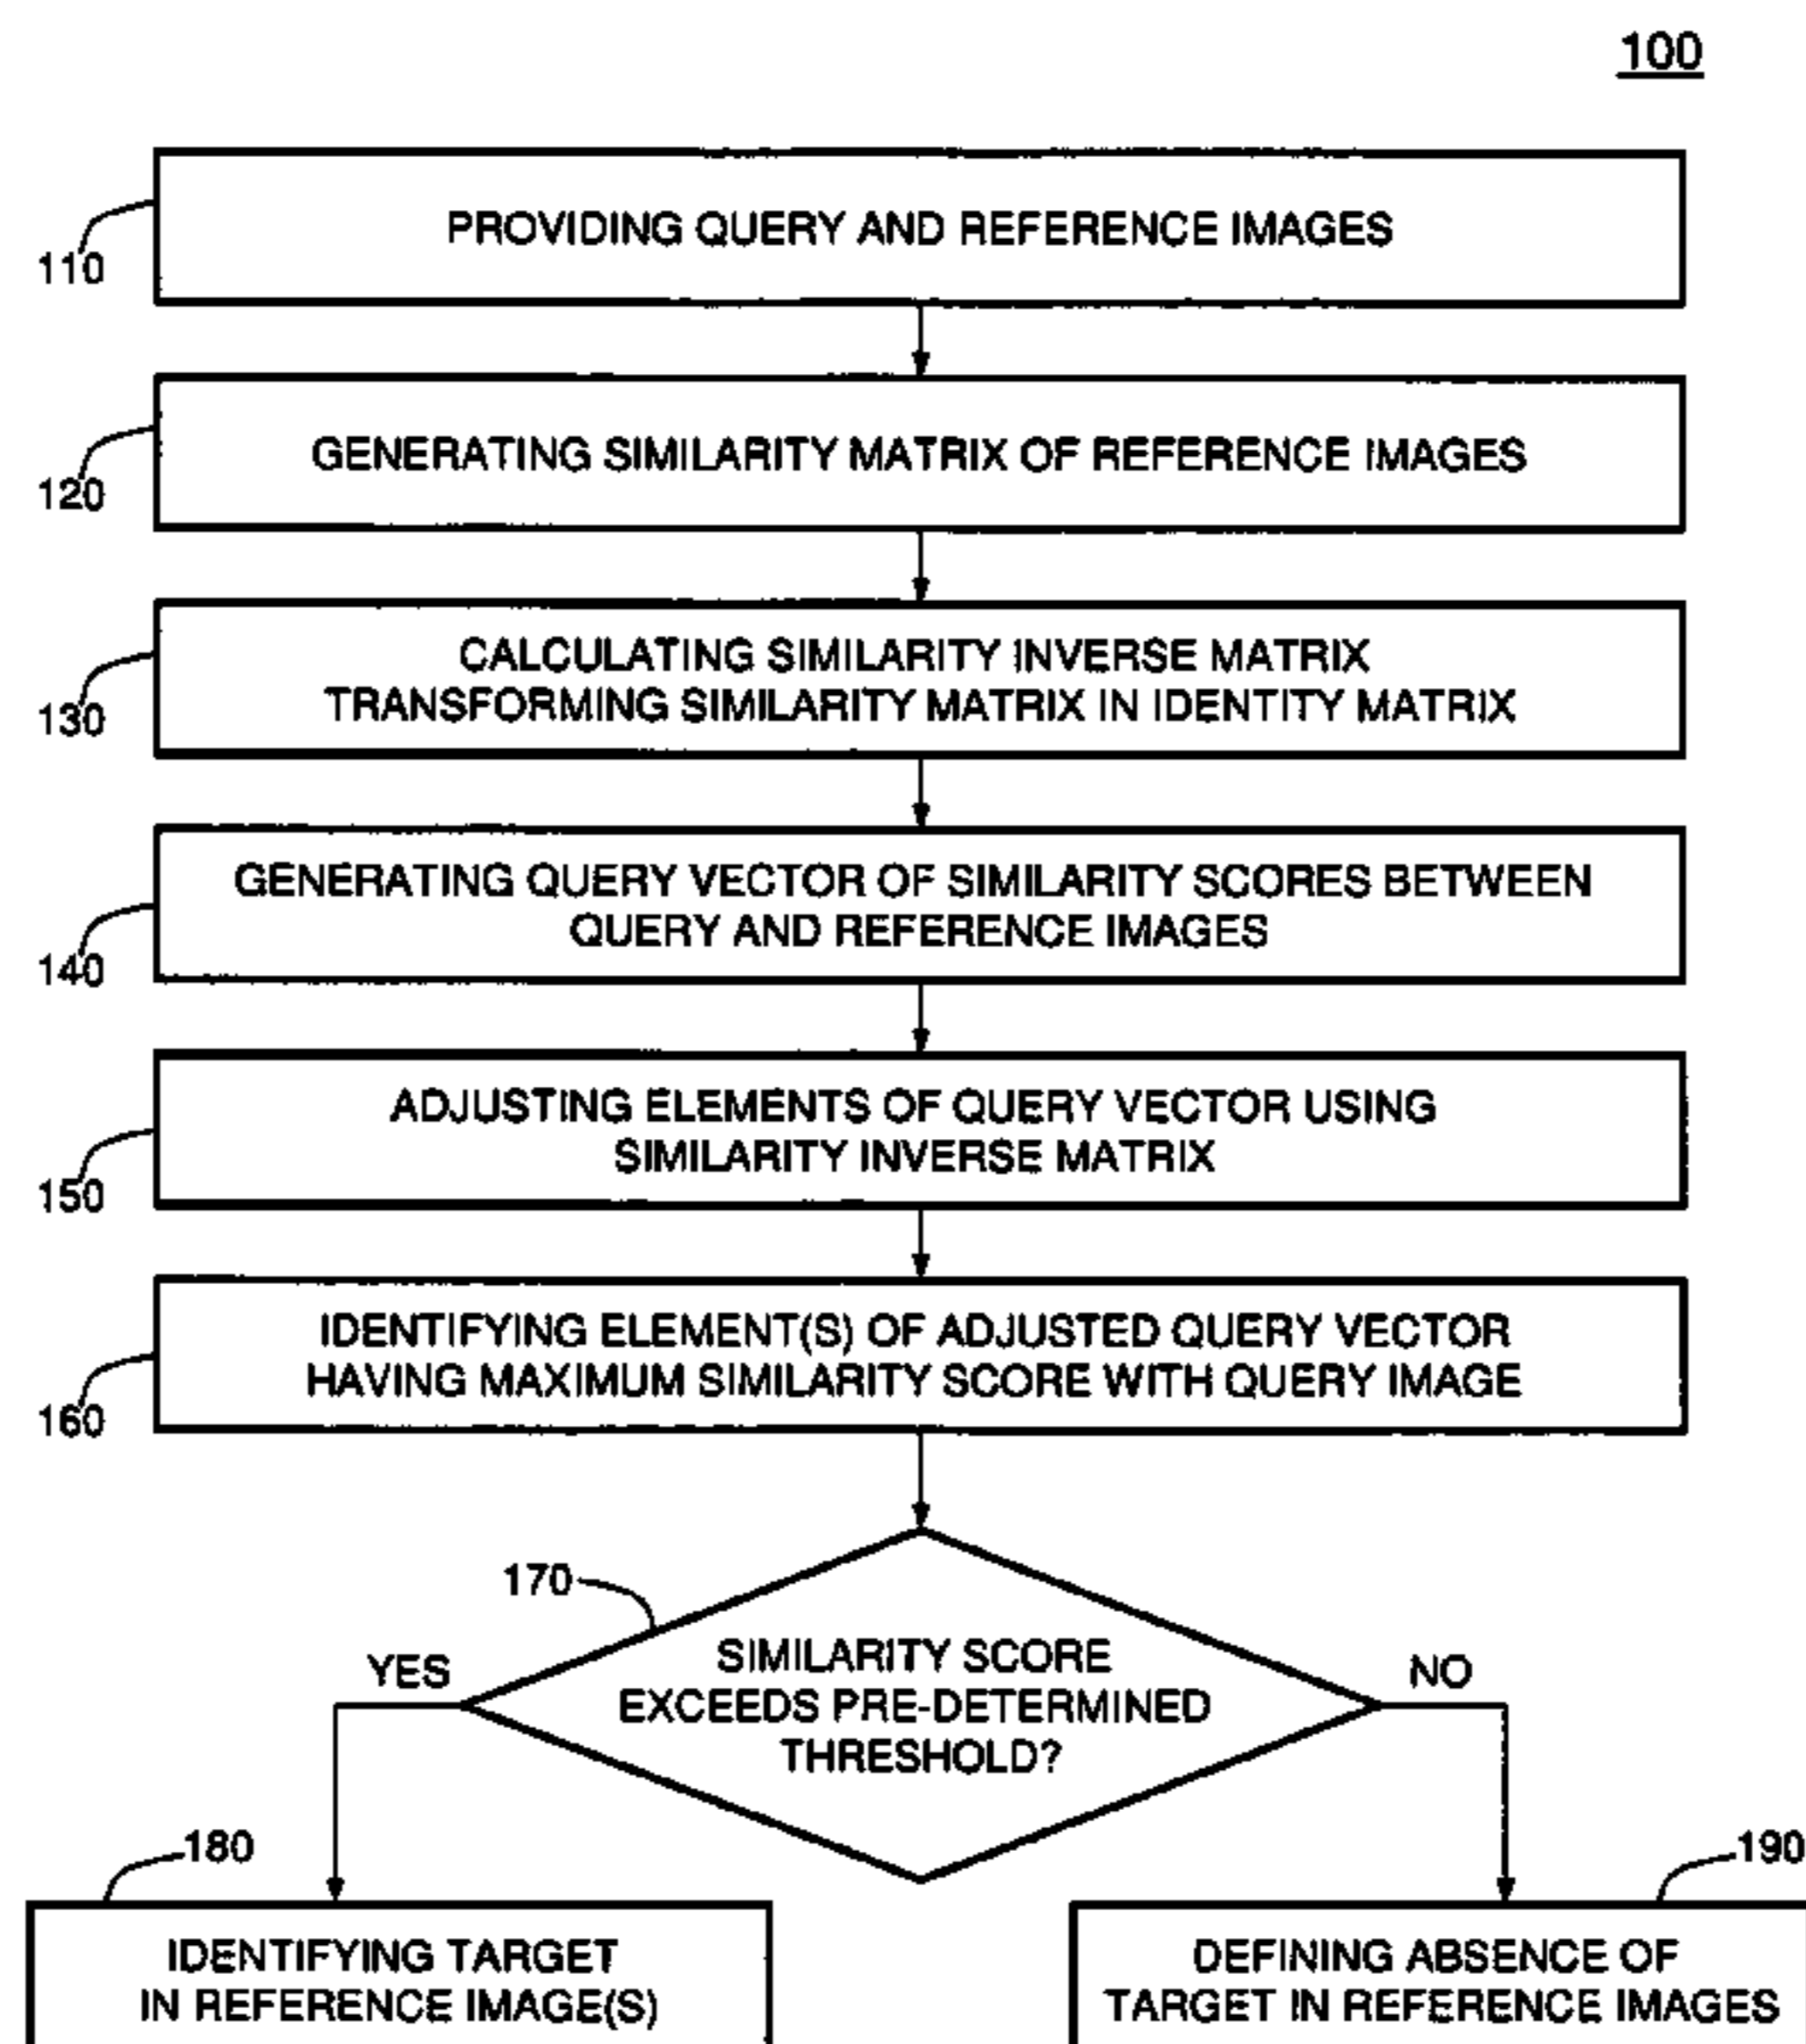 100
PROVIDING QUERY AND REFERENCE IMAGES
110
GENERATING SIMILARITY MATRIX OF REFERENCE IMAGES
120
CALCULATING SIMILARITY INVERSE MATRIX
TRANSFORMING SIMILARITY MATRIX IN IDENTITY MATRIX
130
GENERATING QUERY VECTOR OF SIMILARITY SCORES BETWEEN
QUERY AND REFERENCE IMAGES
140
ADJUSTING ELEMENTS OF QUERY VECTOR USING
SIMILARITY INVERSE MATRIX
150
IDENTIFYING ELEMENT(S) OF ADJUSTED QUERY VECTOR
HAVING MAXIMUM SIMILARITY SCORE WITH QUERY IMAGE
160
170
SIMILARITY SCORE
EXCEEDS PRE-DETERMINED
THRESHOLD?
YES
NO
180
IDENTIFYING TARGET
IN REFERENCE IMAGE(S)
190
DEFINING ABSENCE OF
TARGET IN REFERENCE IMAGES